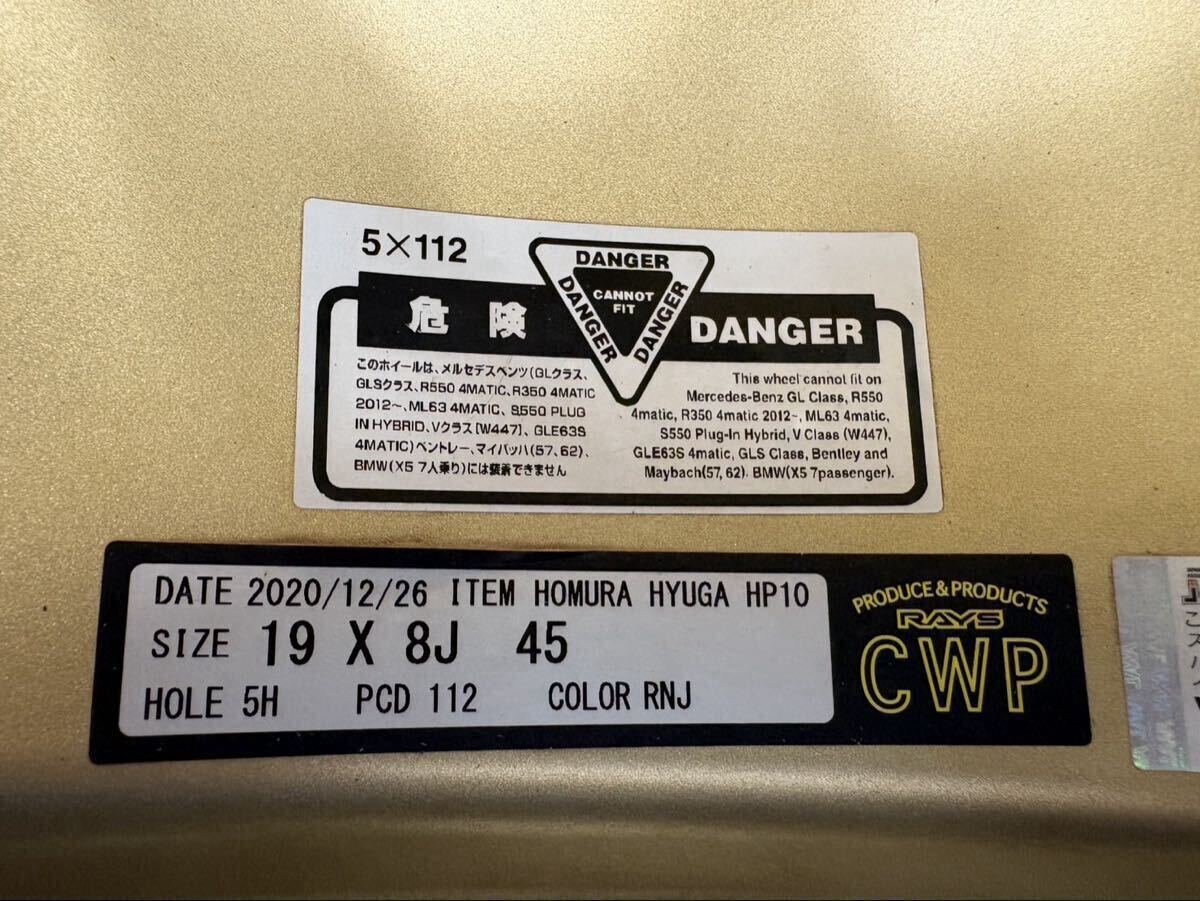 5×112
DANGER
DANGER
DANGER
CANNOT
FIT
危険
DANGER
このホイールは、メルセデスベンツ(GLクラス、
GLSクラス、R550 4MATIC、R350 4MATIC
2012〜、ML63 4MATIC、S550 PLUG
IN HYBRID、Vクラス[W447]、GLE63S
4MATIC)ベントレー、マイバッハ(57、62)、
BMW(X5 7人乗り)には装着できません
This wheel cannot fit on
Mercedes-Benz GL Class, R550
4matic, R350 4matic 2012~, ML63 4matic,
S550 Plug-In Hybrid, V Class (W447),
GLE63S 4matic, GLS Class, Bentley and
Maybach(57, 62). BMW(X5 7passenger).
DATE 2020/12/26 ITEM HOMURA HYUGA HP10
SIZE 19 X 8J 45
HOLE 5H PCD 112 COLOR RNJ
PRODUCE & PRODUCTS
RAYS
CWP